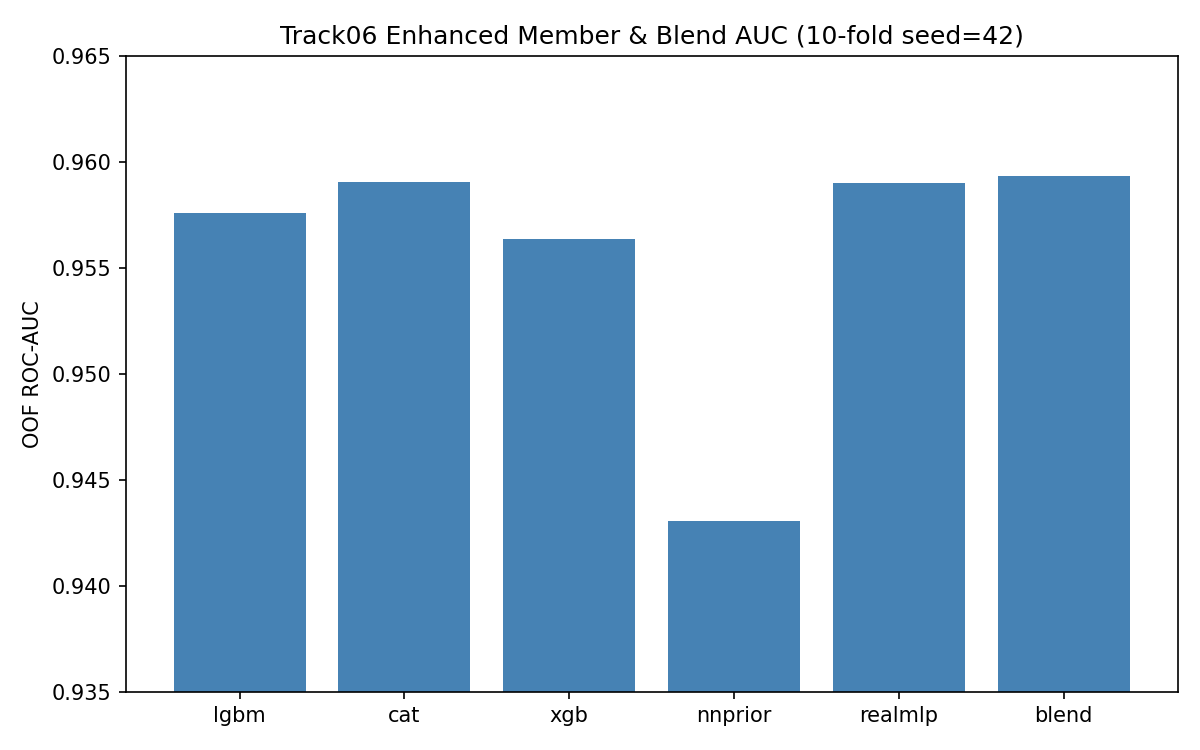 Track06 Enhanced Member & Blend AUC (10-fold seed=42)
0.965
0.960
0.955
0.950
0.945
0.940
0.935
OOF ROC-AUC
lgbm cat xgb nnprior realmlp blend